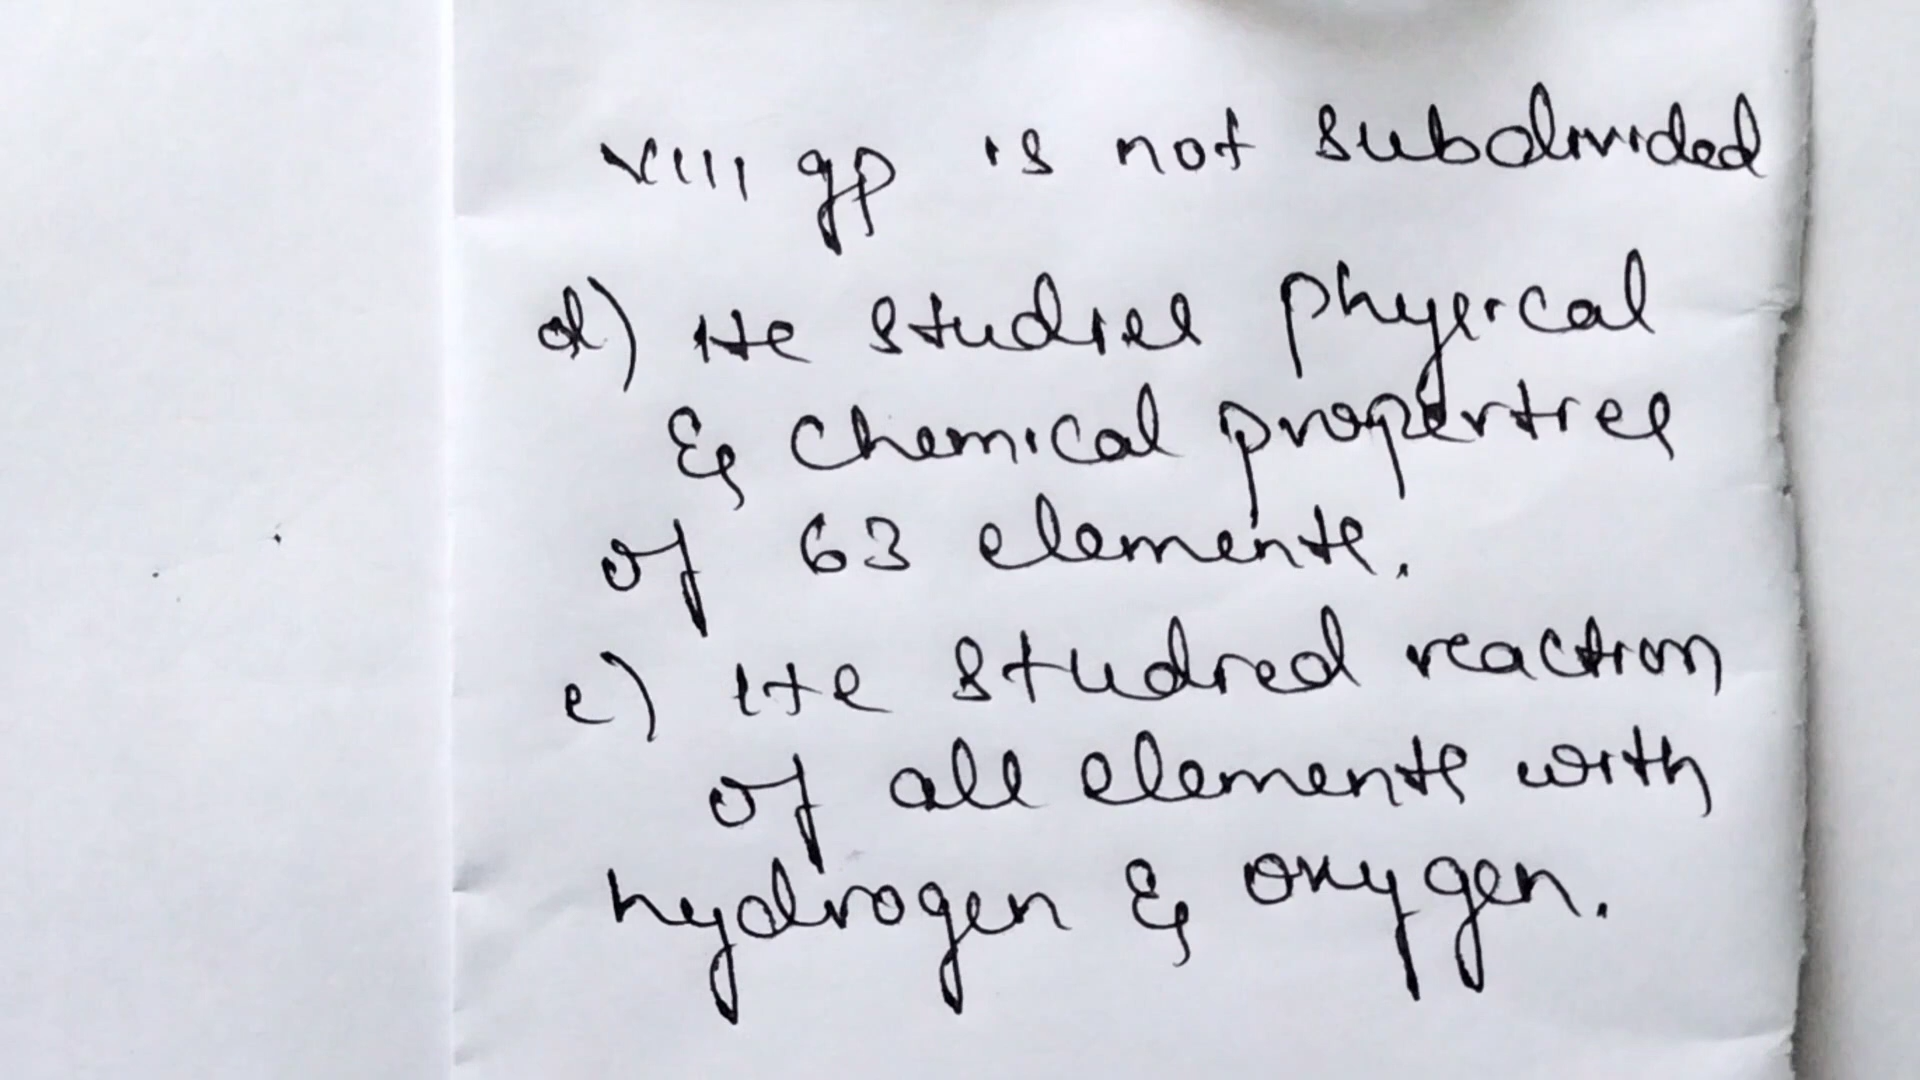 VIII gp is not subdivided
d) He studies physical
& chemical properties
of 63 elements.
e) He studied reaction
of all elements with
hydrogen & oxygen.